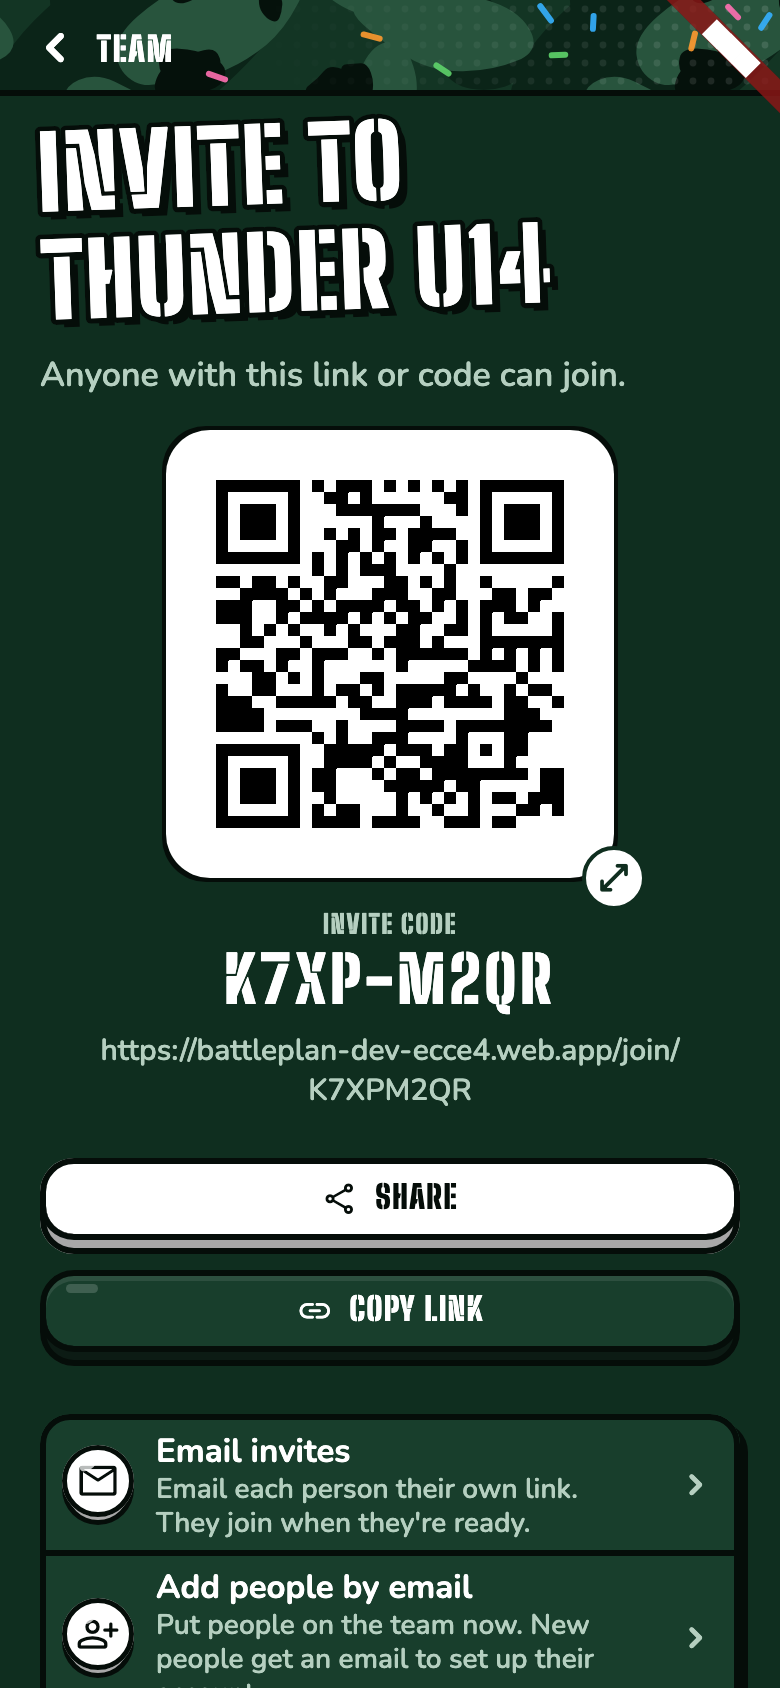 TEAM
INVITE TO
THUNDER U14
Anyone with this link or code can join.
INVITE CODE
K7XP-M2QR
https://battleplan-dev-ecce4.web.app/join/
K7XPM2QR
SHARE
COPY LINK
Email invites
Email each person their own link.
They join when they're ready.
Add people by email
Put people on the team now. New
people get an email to set up their